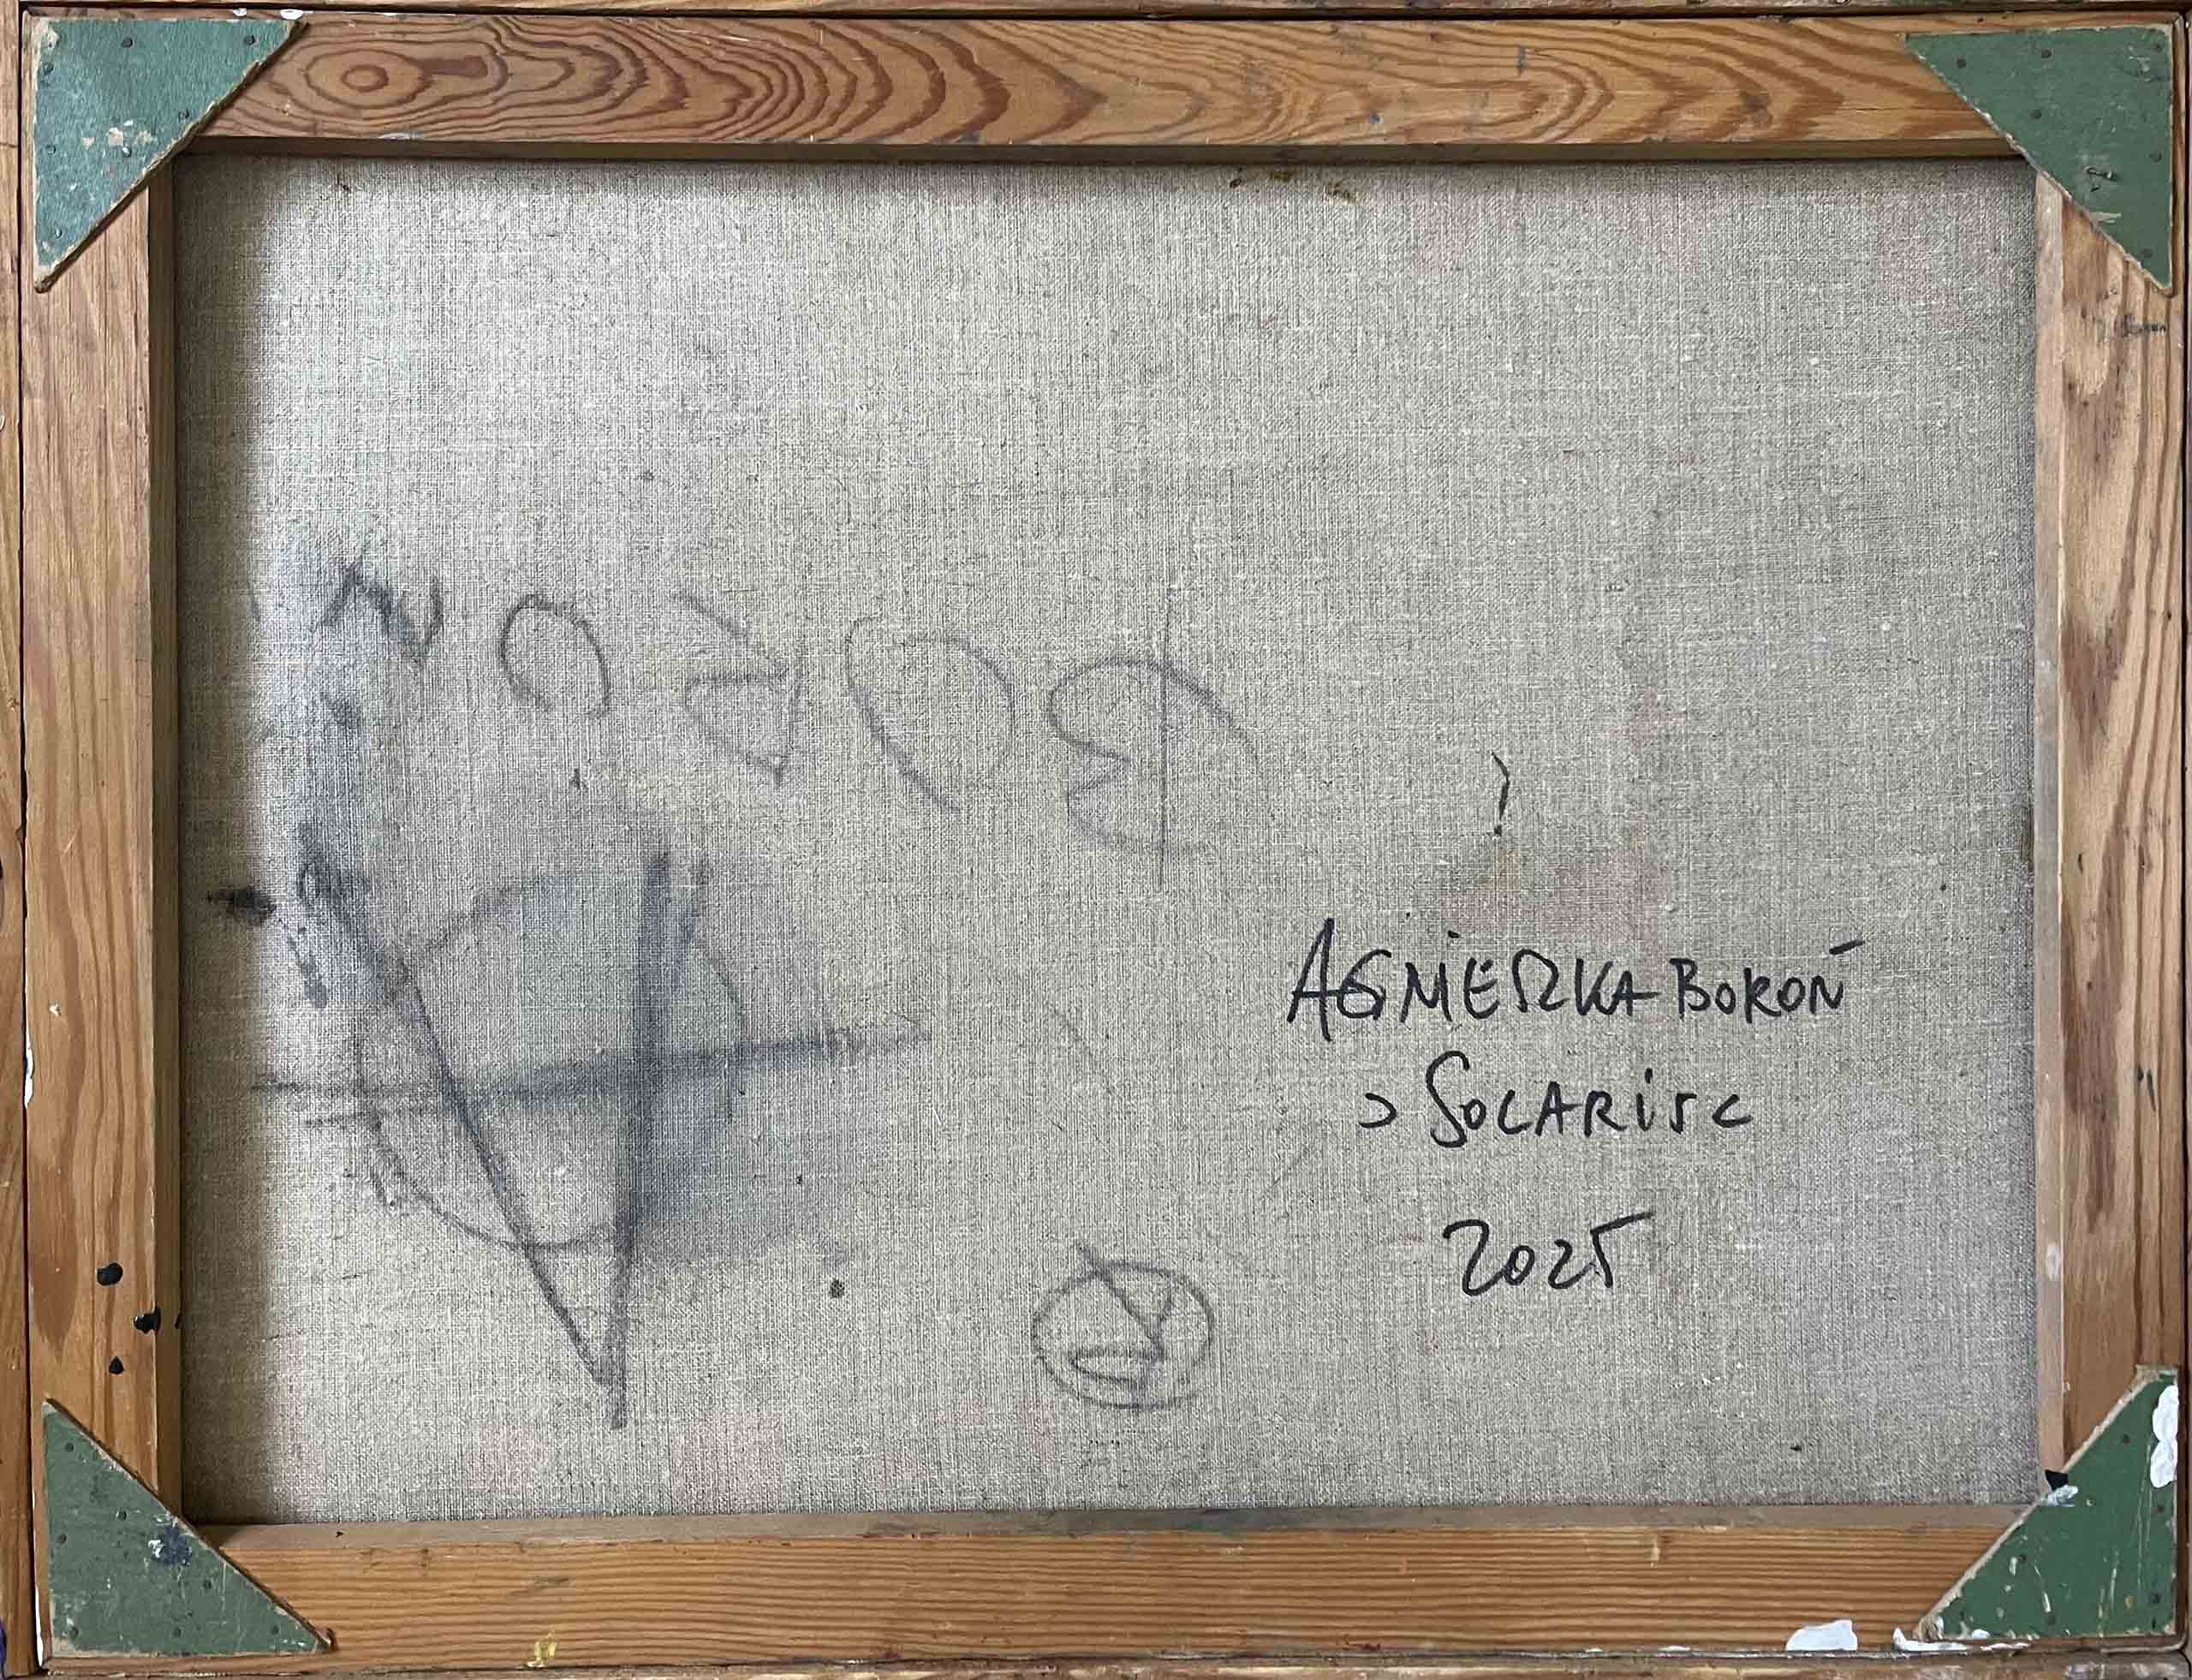 AGNIESZKA BOROŃ
> SOLARIS <
2025